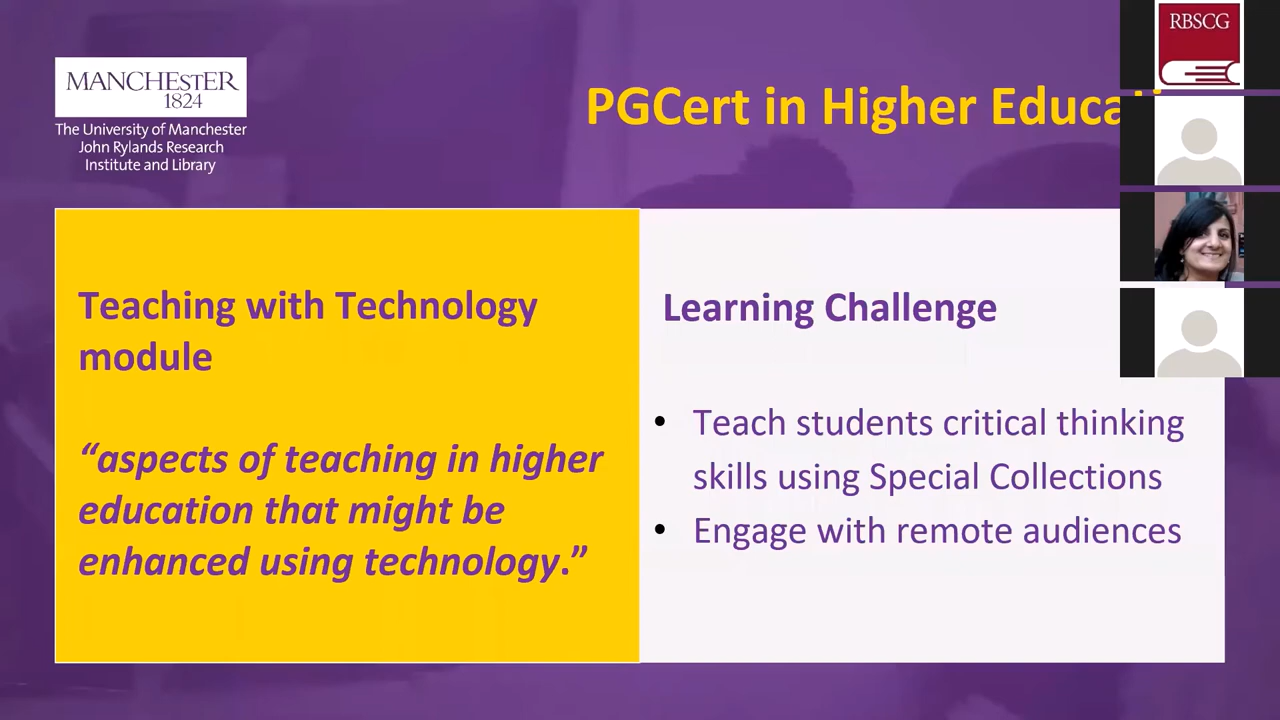 MANCHESTER
1824
The University of Manchester
John Rylands Research
Institute and Library
PGCert in Higher
RBSCG
Teaching with Technology
module
“aspects of teaching in higher
education that might be
enhanced using technology.”
Learning Challenge
• Teach students critical thinking
skills using Special Collections
• Engage with remote audiences